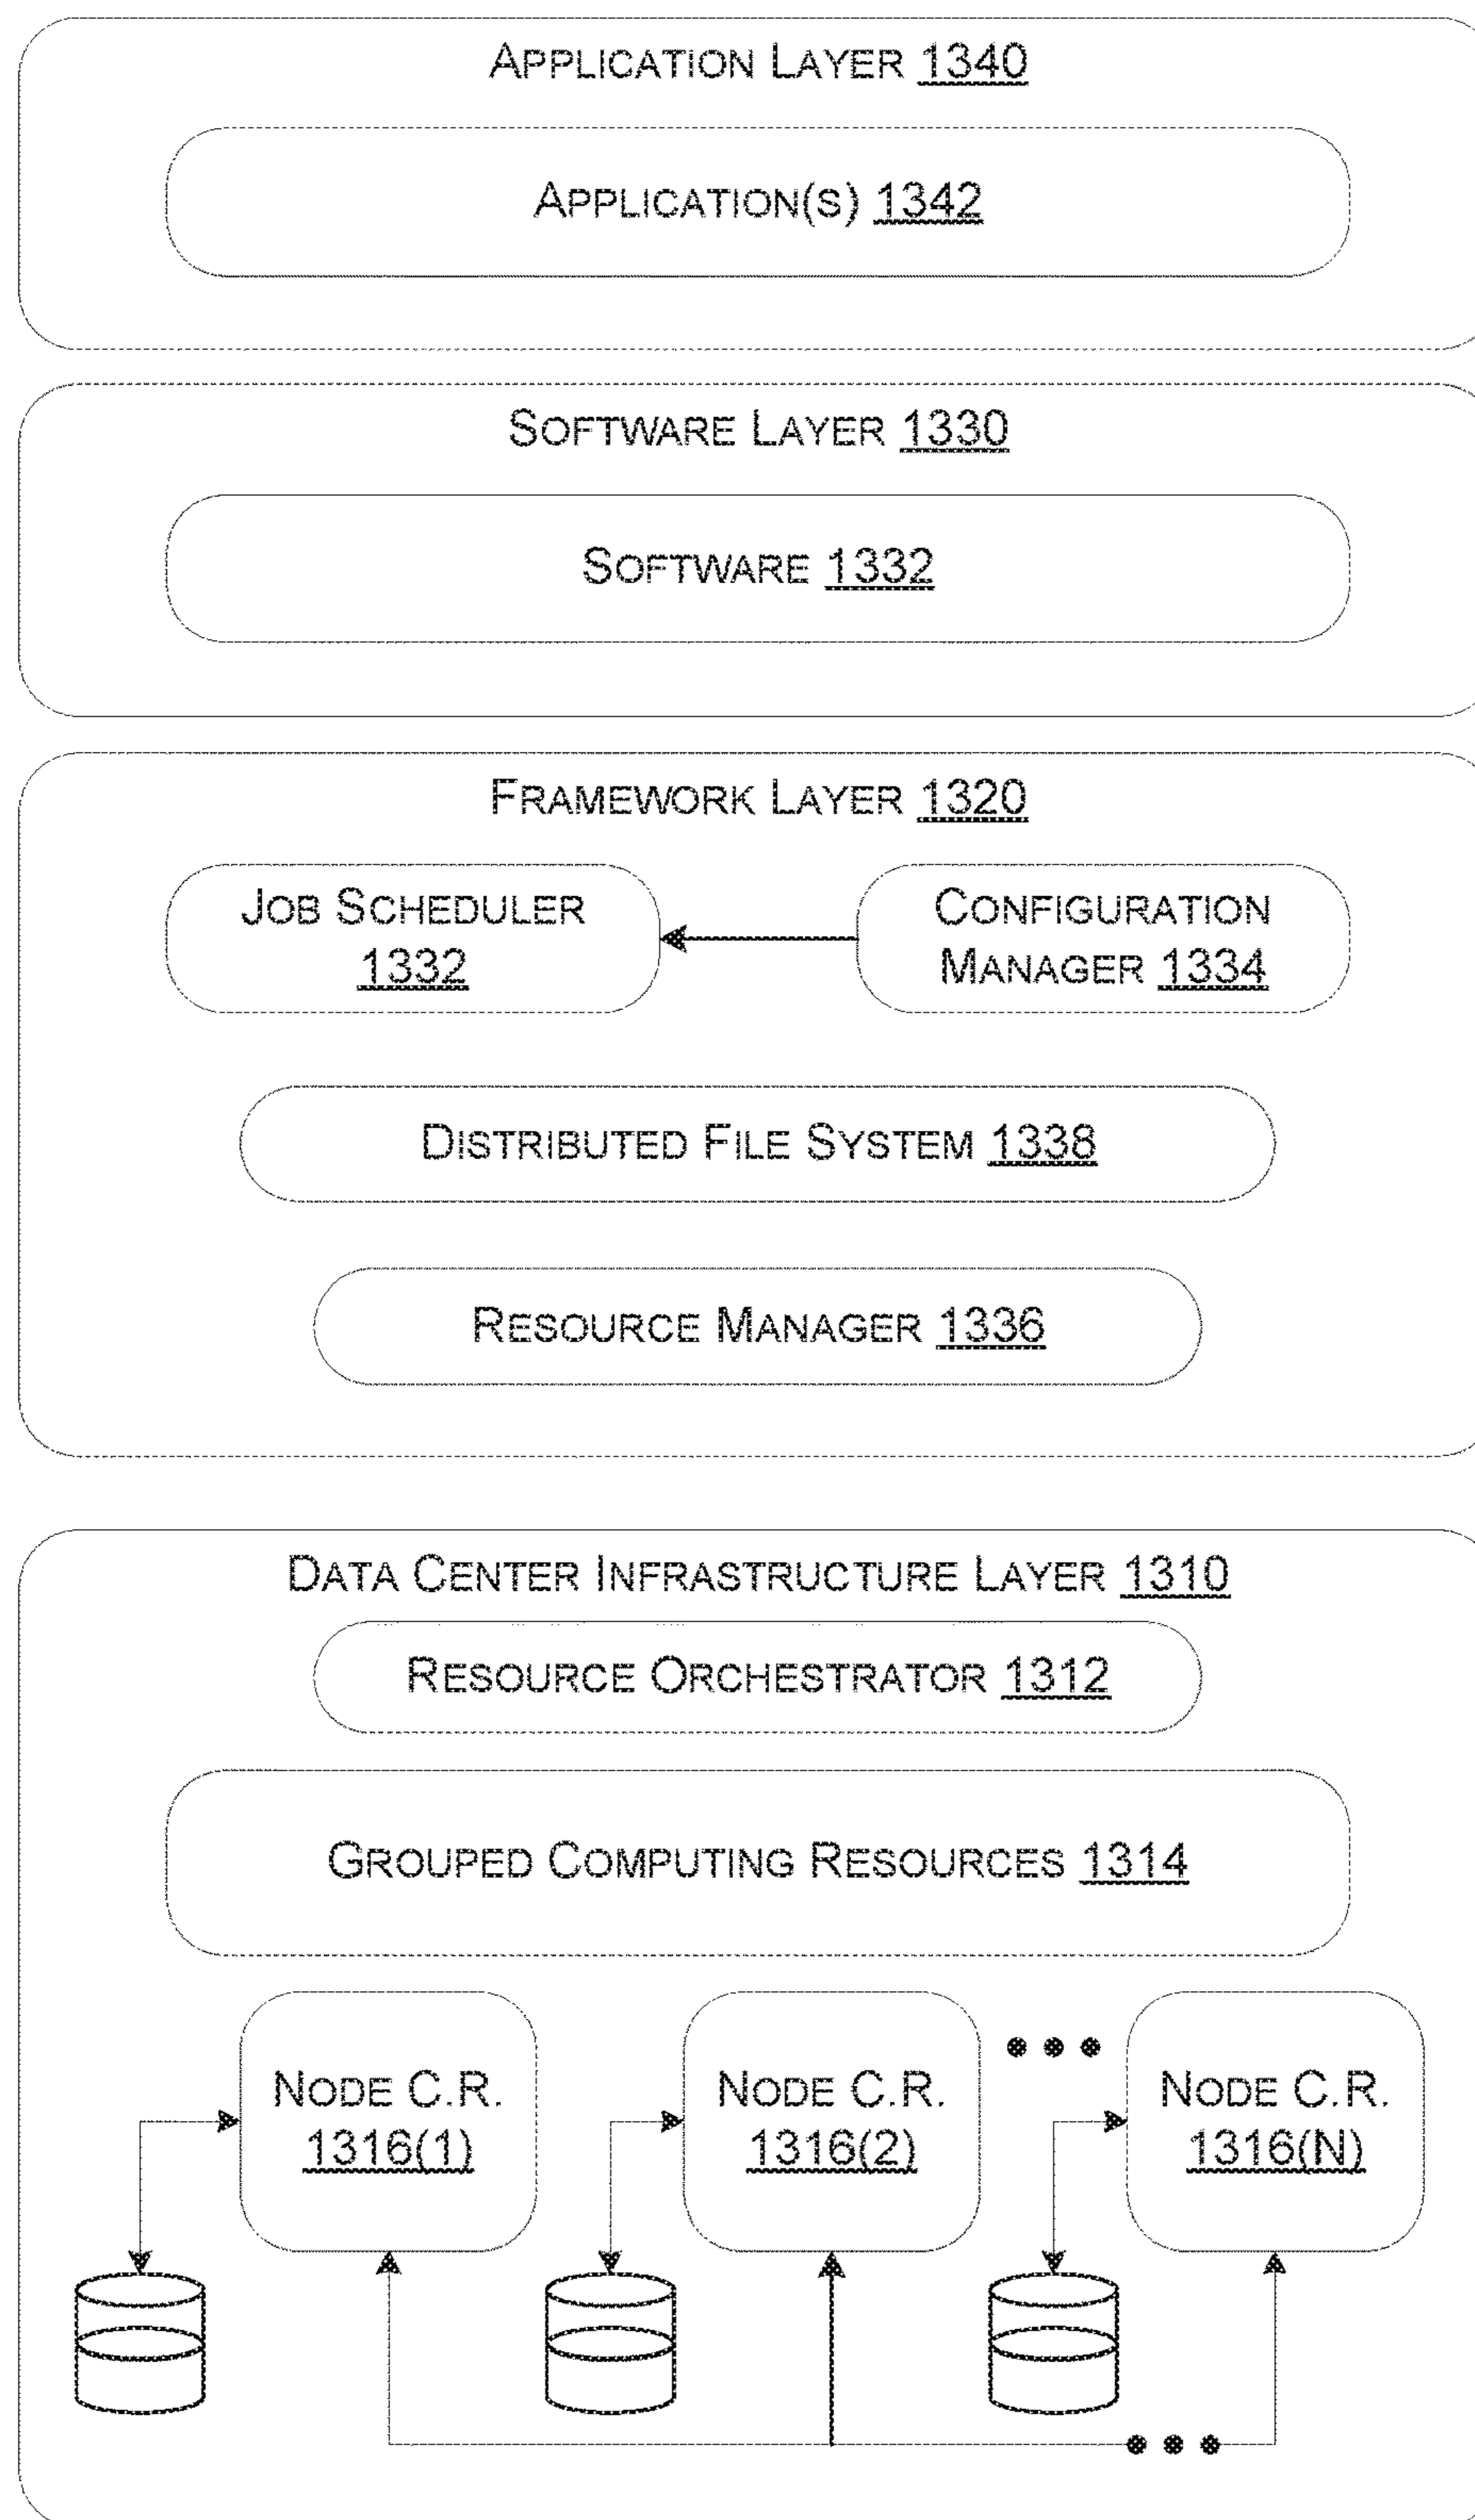 APPLICATION LAYER 1340
APPLICATION(S) 1342
SOFTWARE LAYER 1330
SOFTWARE 1332
FRAMEWORK LAYER 1320
JOB SCHEDULER
1332
CONFIGURATION
MANAGER 1334
DISTRIBUTED FILE SYSTEM 1338
RESOURCE MANAGER 1336
DATA CENTER INFRASTRUCTURE LAYER 1310
RESOURCE ORCHESTRATOR 1312
GROUPED COMPUTING RESOURCES 1314
NODE C.R.
1316(1)
NODE C.R.
1316(2)
NODE C.R.
1316(N)